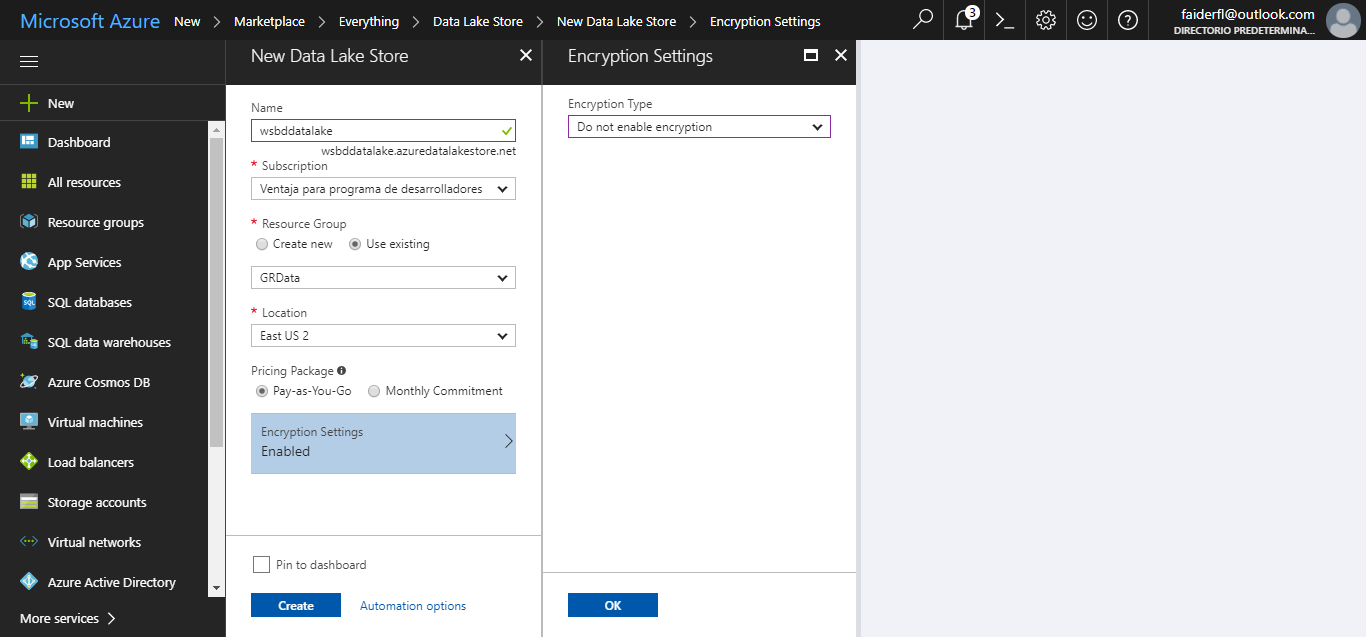 Microsoft Azure New > Marketplace > Everything > Data Lake Store > New Data Lake Store > Encryption Settings
3
faiderfl@outlook.com
DIRECTORIO PREDETERMINA...
New
Dashboard
All resources
Resource groups
App Services
SQL databases
SQL data warehouses
Azure Cosmos DB
Virtual machines
Load balancers
Storage accounts
Virtual networks
Azure Active Directory
More services >
New Data Lake Store
Name
wsbddatalake
wsbddatalake.azuredatalakestore.net
* Subscription
Ventaja para programa de desarrolladores
* Resource Group
Create new Use existing
GRData
* Location
East US 2
Pricing Package
Pay-as-You-Go Monthly Commitment
Encryption Settings
Enabled
Pin to dashboard
Create Automation options
Encryption Settings
Encryption Type
Do not enable encryption
OK